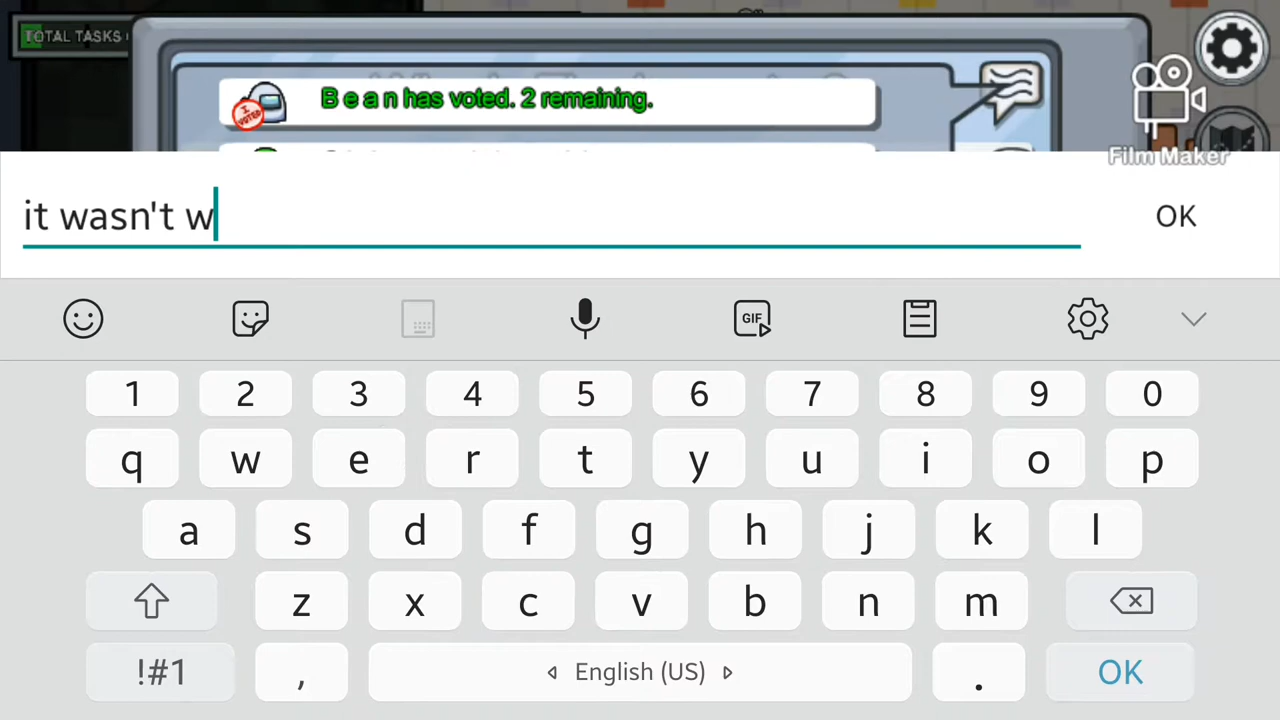 TOTAL TASKS
I VOTED
B e a n has voted. 2 remaining.
Film Maker
it wasn't w
OK
GIF
1 2 3 4 5 6 7 8 9 0
q w e r t y u i o p
a s d f g h j k l
z x c v b n m
!#1 , English (US) . OK